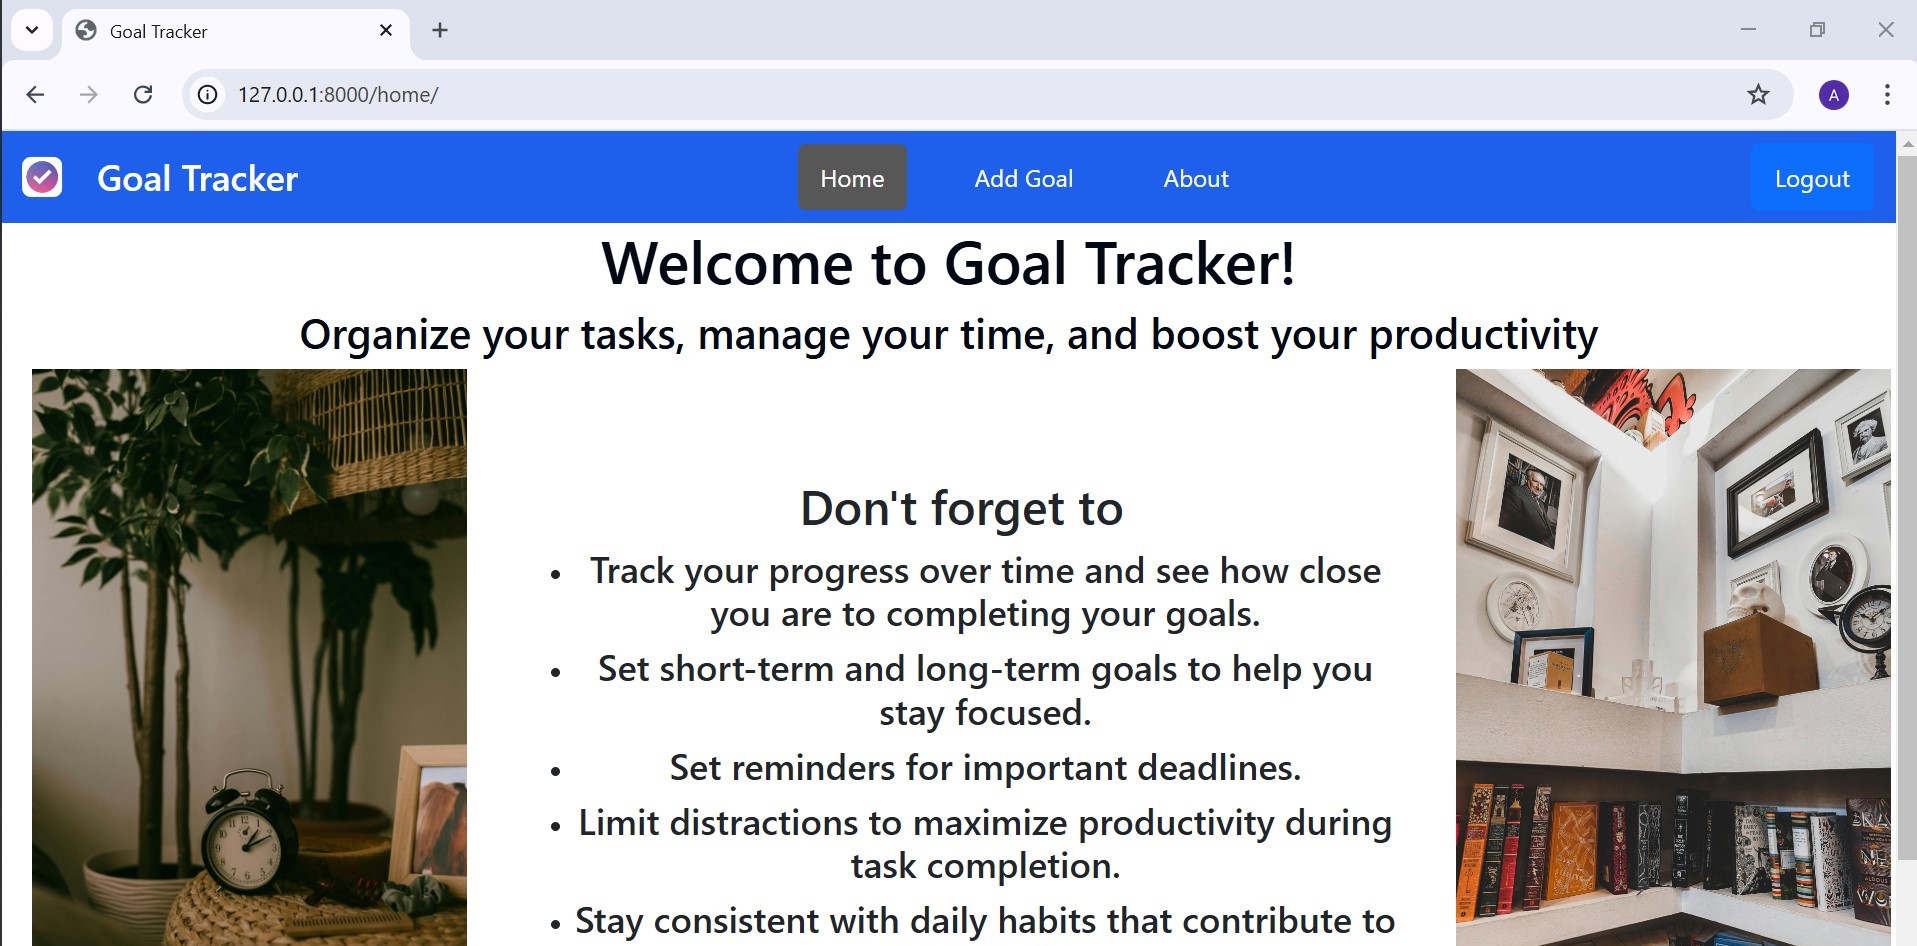 Goal Tracker
127.0.0.1:8000/home/
A
Goal Tracker
Home
Add Goal
About
Logout
Welcome to Goal Tracker!
Organize your tasks, manage your time, and boost your productivity
Don't forget to
• Track your progress over time and see how close
you are to completing your goals.
• Set short-term and long-term goals to help you
stay focused.
• Set reminders for important deadlines.
• Limit distractions to maximize productivity during
task completion.
• Stay consistent with daily habits that contribute to